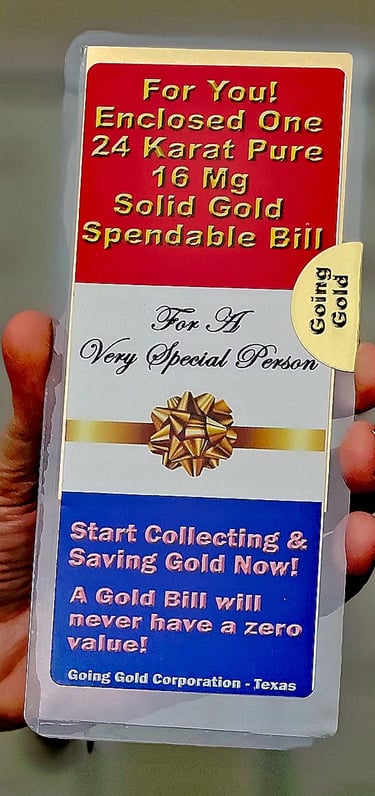 For You!
Enclosed One
24 Karat Pure
16 Mg
Solid Gold
Spendable Bill
Going
Gold
For A
Very Special Person
Start Collecting &
Saving Gold Now!
A Gold Bill will
never have a zero
value!
Going Gold Corporation - Texas